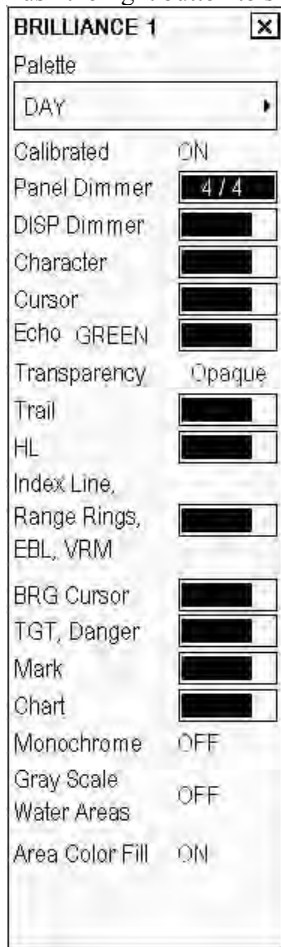 BRILLIANCE 1 X
Palette
DAY
Calibrated ON
Panel Dimmer 4 / 4
DISP Dimmer
Character
Cursor
Echo GREEN
Transparency Opaque
Trail
HL
Index Line,
Range Rings,
EBL, VRM
BRG Cursor
TGT, Danger
Mark
Chart
Monochrome OFF
Gray Scale
Water Areas OFF
Area Color Fill ON